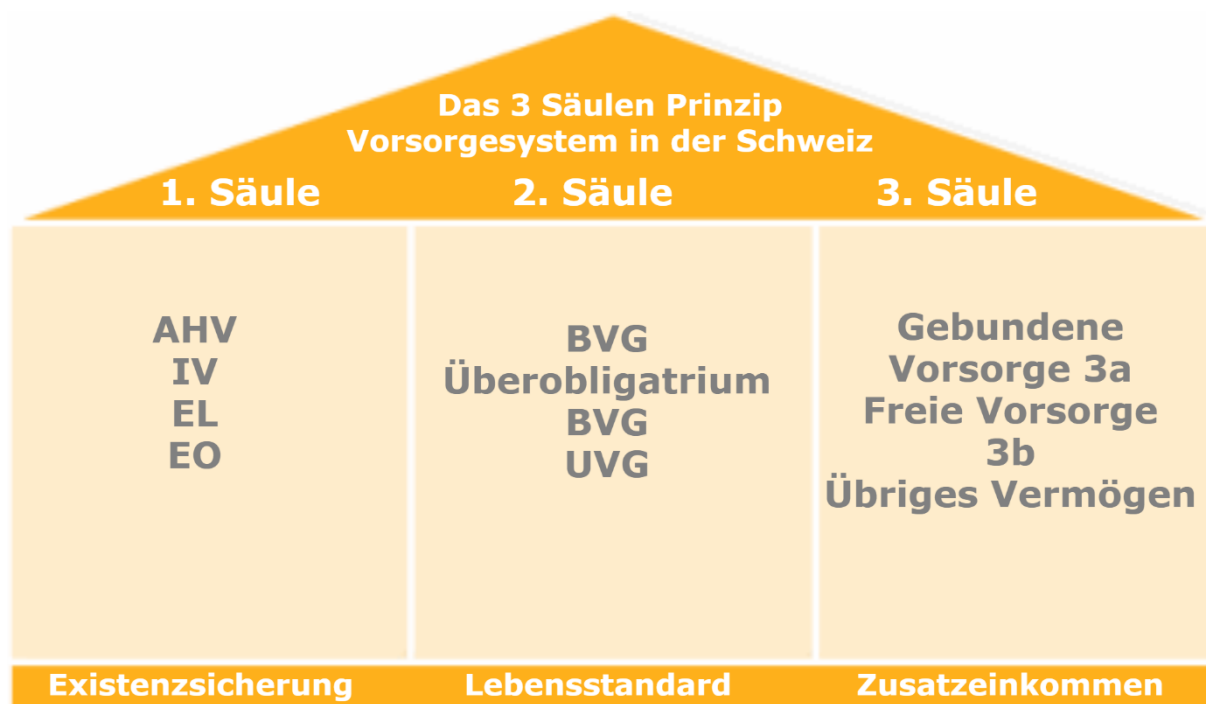 Das 3 Säulen Prinzip
Vorsorgesystem in der Schweiz
1. Säule
2. Säule
3. Säule
AHV
IV
EL
EO
BVG
Überobligatrium
BVG
UVG
Gebundene
Vorsorge 3a
Freie Vorsorge
3b
Übriges Vermögen
Existenzsicherung
Lebensstandard
Zusatzeinkommen